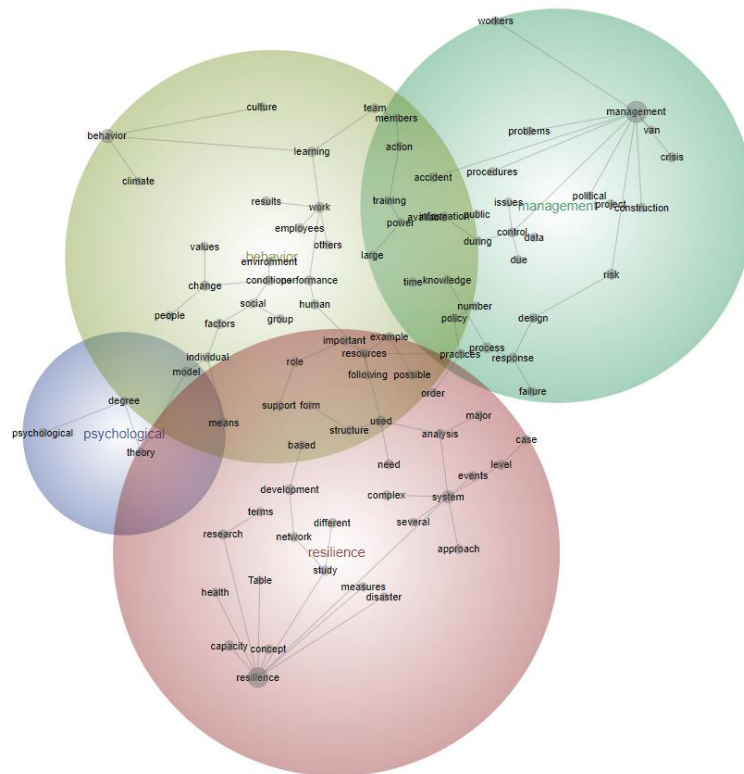 workers
culture
team
members
management
behavior
problems
van
learning
action
crisis
accident
procedures
climate
political
results
training
issues
management
project
construction
work
available
information
public
power
employees
control
data
during
values
others
behavior
large
due
environment
risk
change
conditions
performance
time
knowledge
social
human
number
people
factors
group
policy
design
important
example
process
resources
practices
individual
role
response
model
following
possible
failure
degree
support
form
order
means
used
major
psychological
psychological
structure
analysis
case
theory
based
need
level
events
development
complex
system
terms
different
several
research
network
resilience
approach
study
Table
measures
health
disaster
capacity
concept
resilience